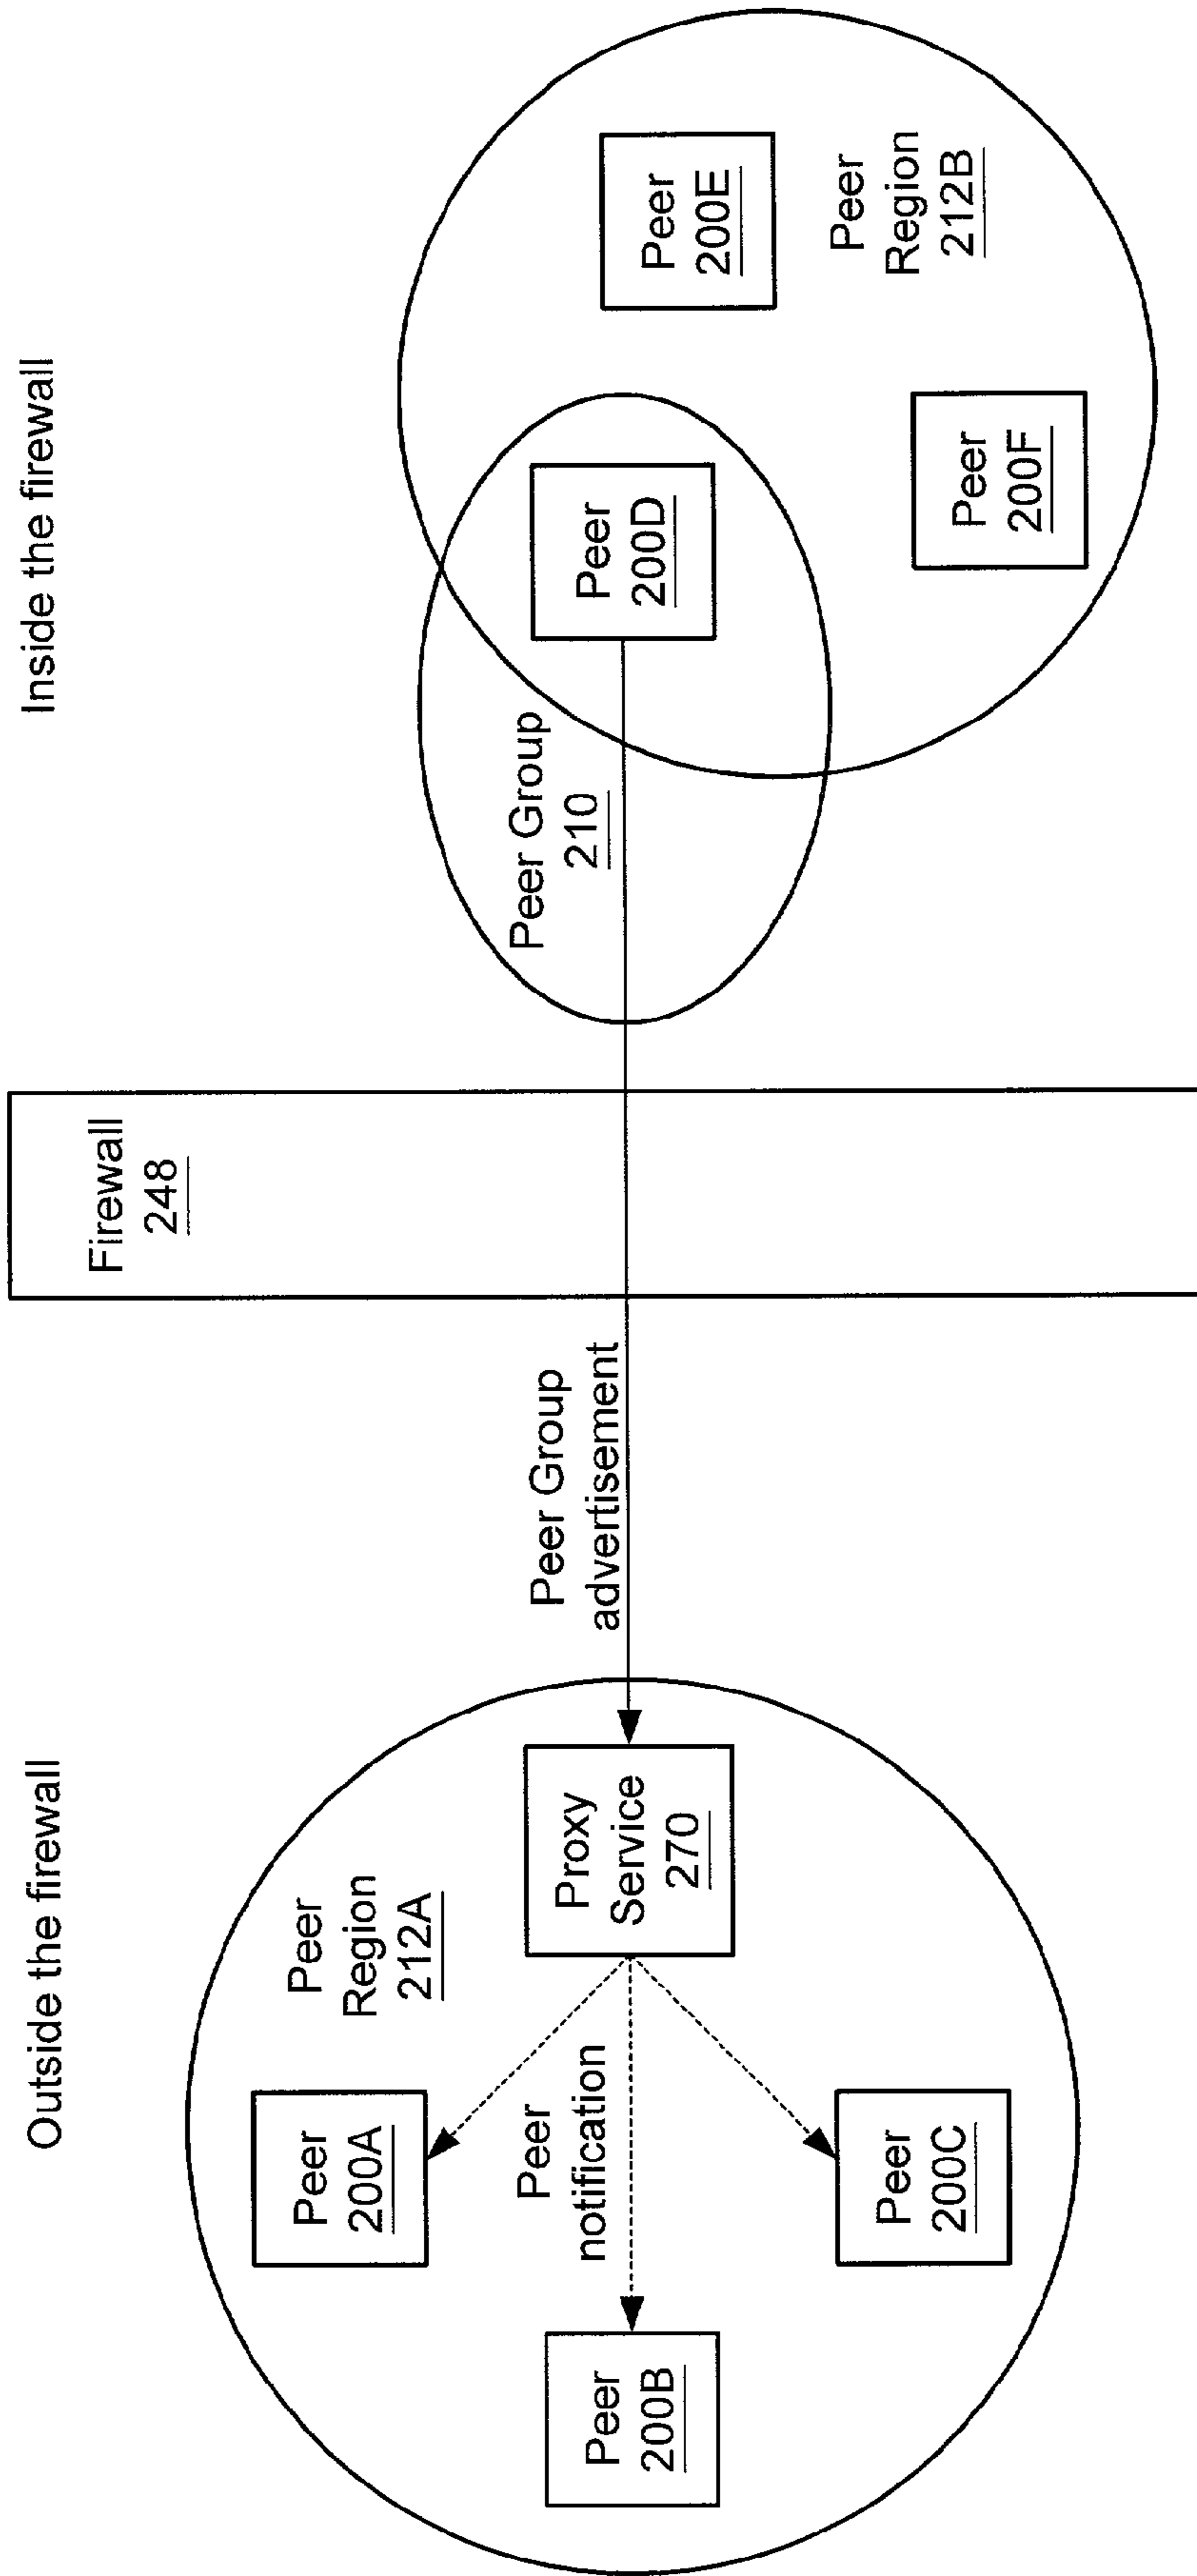 Outside the firewall
Inside the firewall
Firewall
248
Peer
Region
212A
Peer
200A
Peer
notification
Peer
200B
Peer
200C
Proxy
Service
270
Peer Group
advertisement
Peer Group
210
Peer
200D
Peer
200E
Peer
Region
212B
Peer
200F